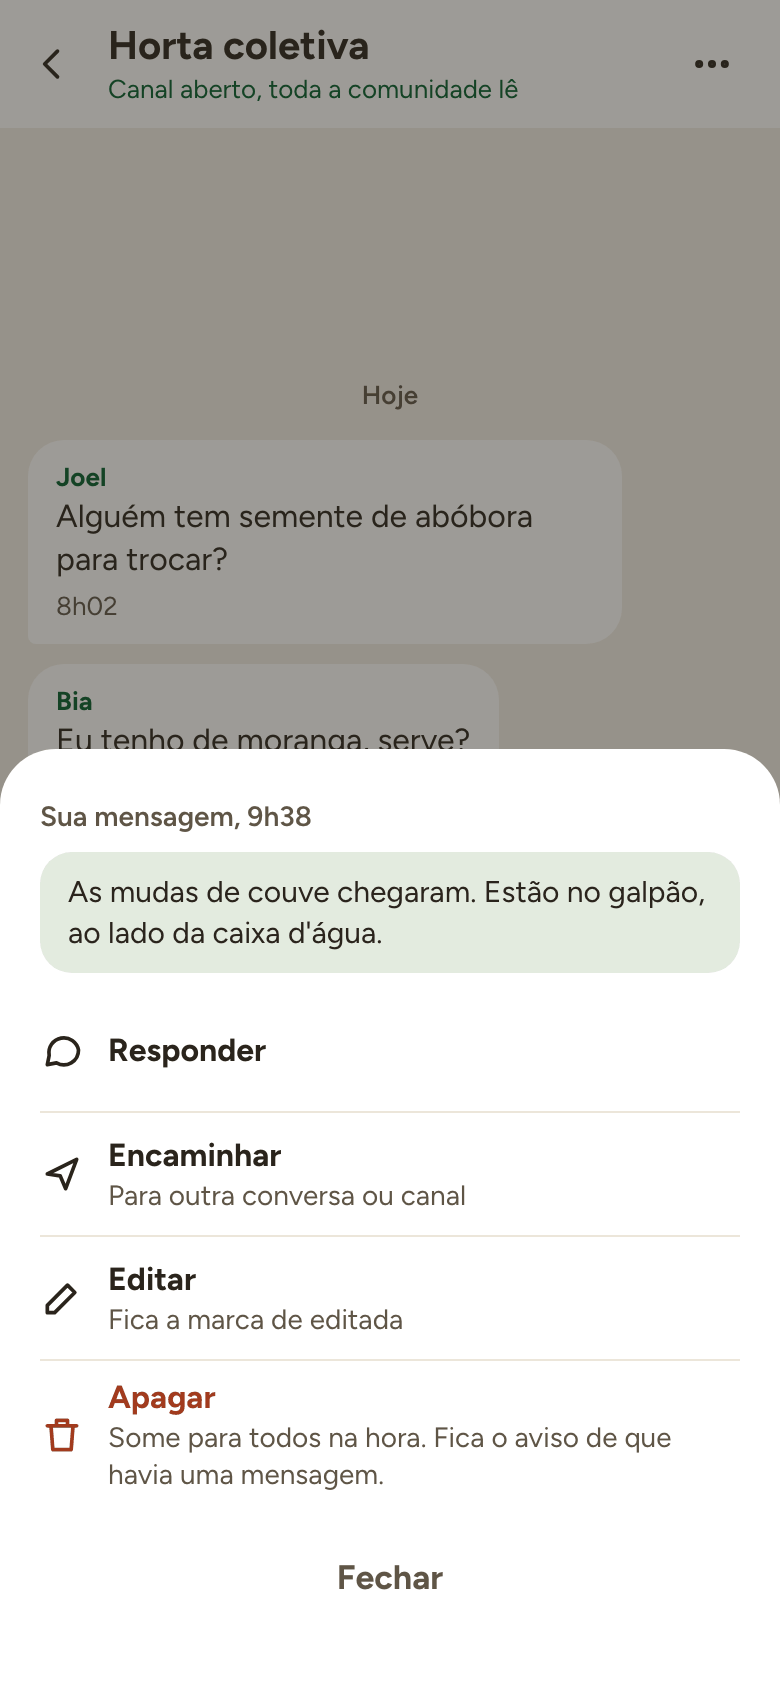 Horta coletiva
Canal aberto, toda a comunidade lê
Hoje
Joel
Alguém tem semente de abóbora
para trocar?
8h02
Bia
Eu tenho de moranga, serve?
Sua mensagem, 9h38
As mudas de couve chegaram. Estão no galpão,
ao lado da caixa d'água.
Responder
Encaminhar
Para outra conversa ou canal
Editar
Fica a marca de editada
Apagar
Some para todos na hora. Fica o aviso de que
havia uma mensagem.
Fechar